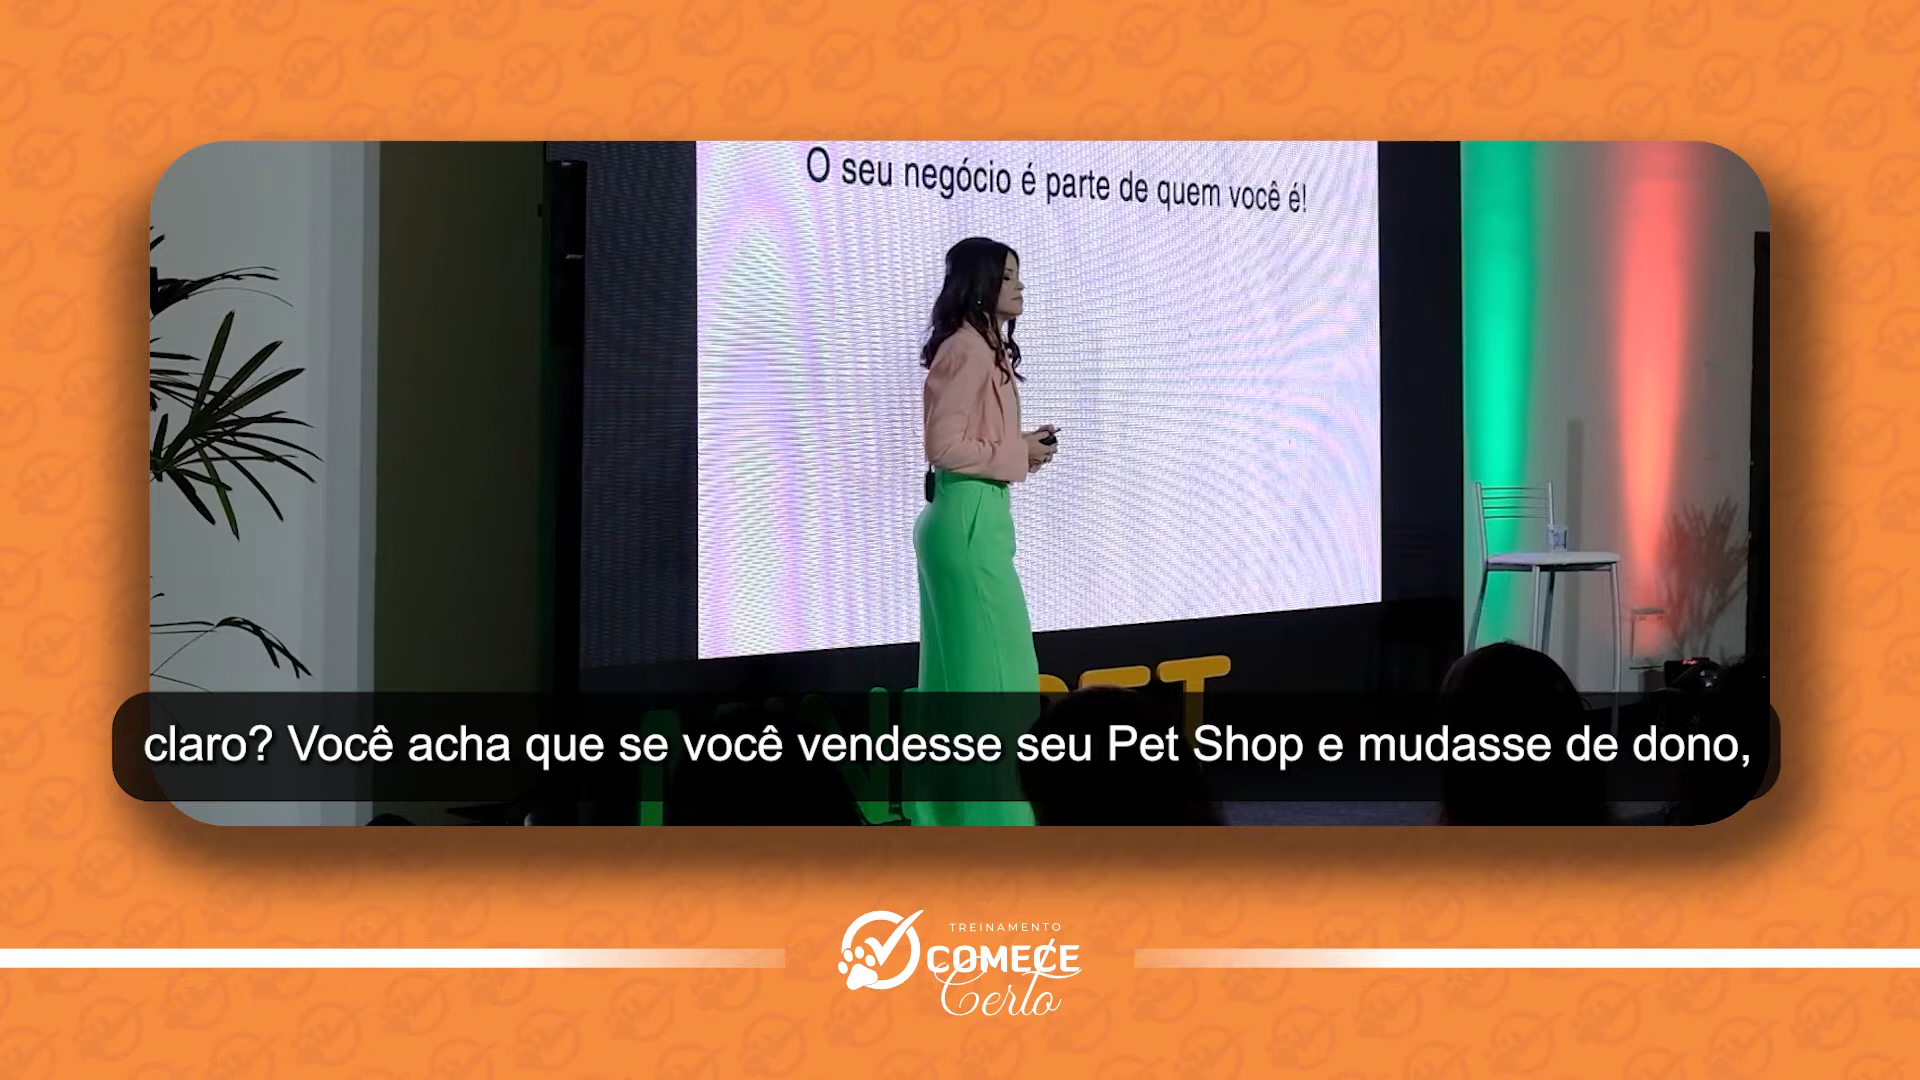 O seu negócio é parte de quem você é!
PET
claro? Você acha que se você vendesse seu Pet Shop e mudasse de dono,
TREINAMENTO
COMECE
Certo